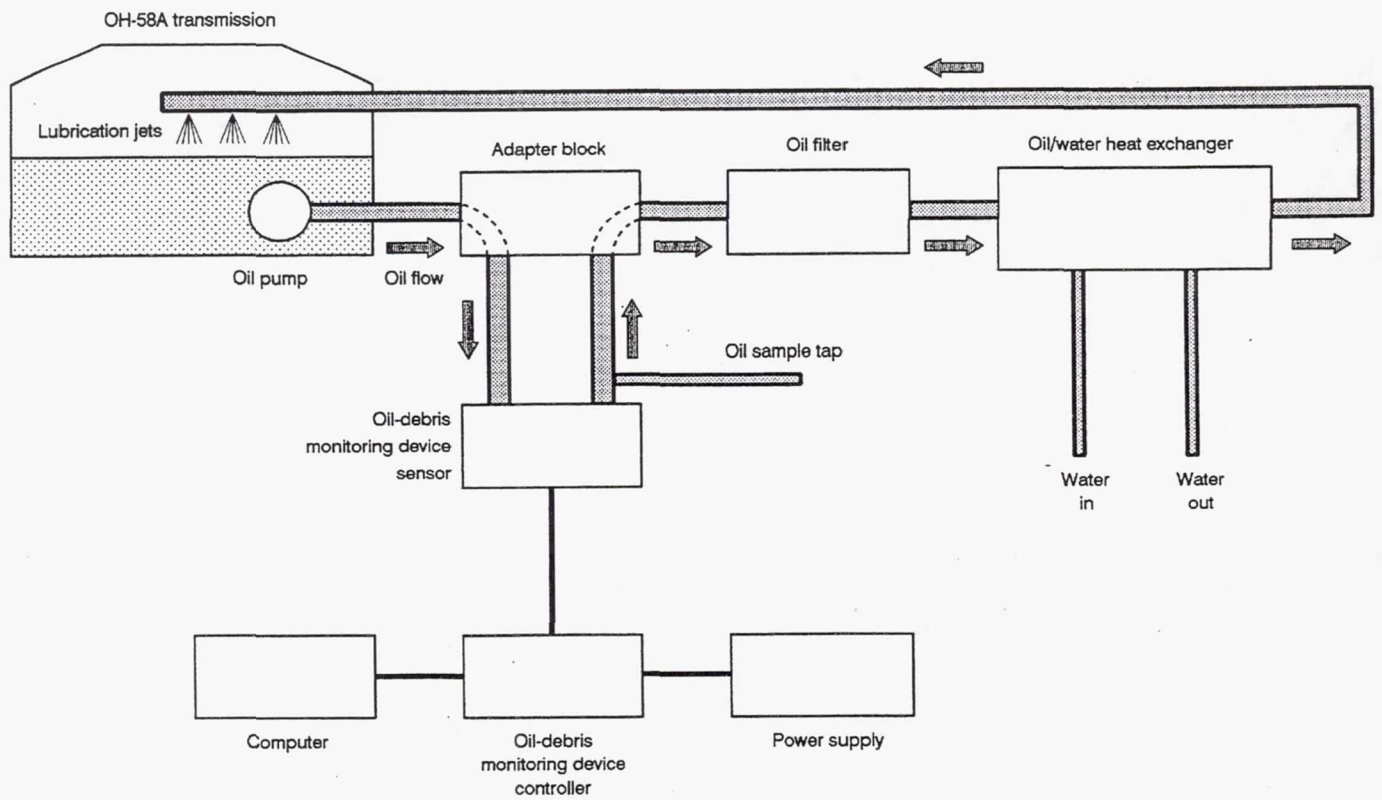 OH-58A transmission
Lubrication jets
Adapter block
Oil filter
Oil/water heat exchanger
Oil pump
Oil flow
Oil sample tap
Oil-debris
monitoring device
sensor
Water
in
Water
out
Computer
Oil-debris
monitoring device
controller
Power supply